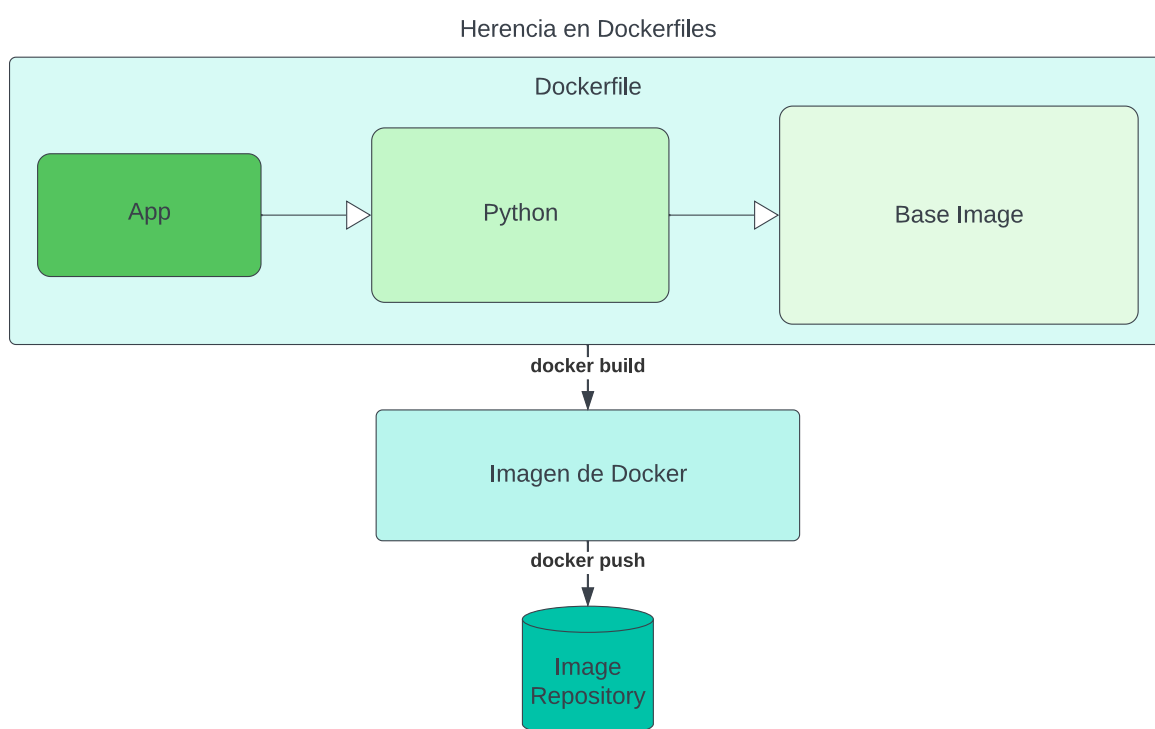 Herencia en Dockerfiles
Dockerfile
App
Python
Base Image
docker build
Imagen de Docker
docker push
Image
Repository